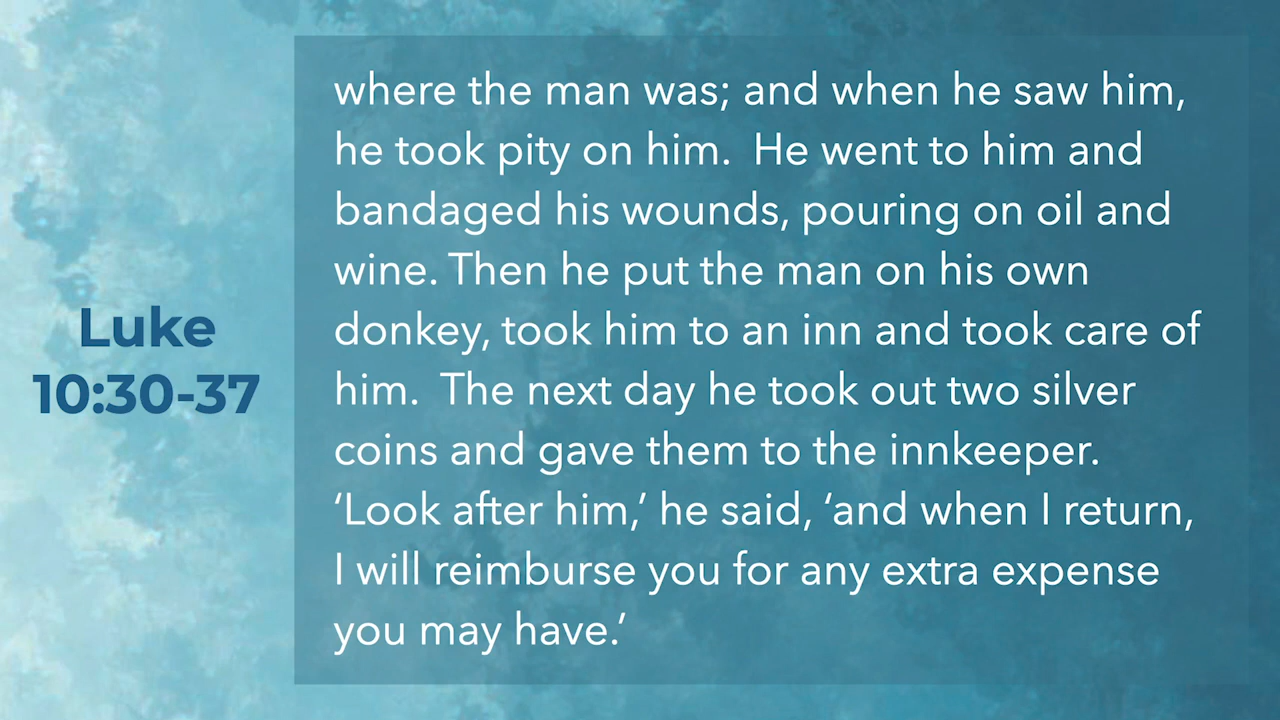 Luke
10:30-37
where the man was; and when he saw him,
he took pity on him.  He went to him and
bandaged his wounds, pouring on oil and
wine. Then he put the man on his own
donkey, took him to an inn and took care of
him.  The next day he took out two silver
coins and gave them to the innkeeper.
‘Look after him,’ he said, ‘and when I return,
I will reimburse you for any extra expense
you may have.’